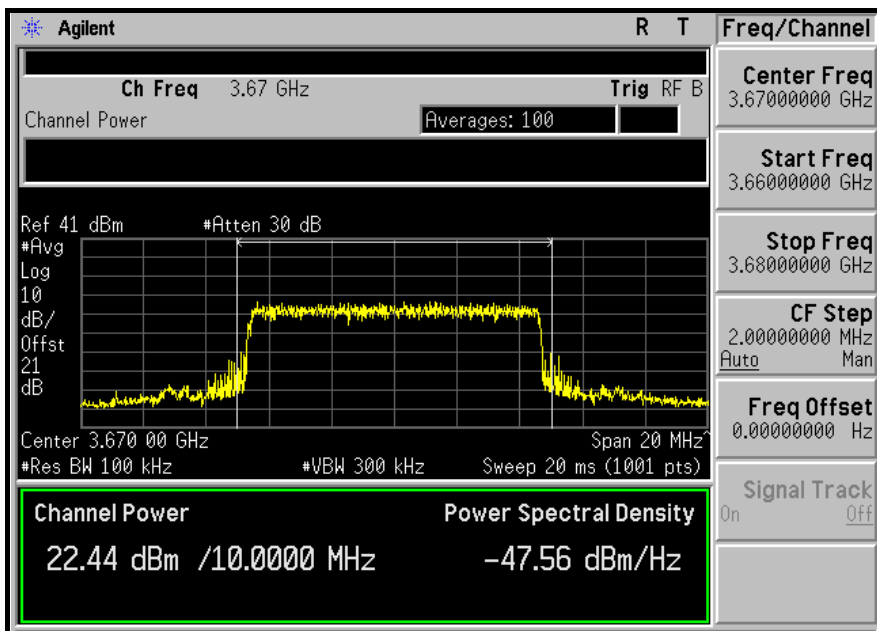 Agilent R T Freq/Channel
Ch Freq 3.67 GHz Trig RF B
Channel Power Averages: 100
Center Freq
3.67000000 GHz
Start Freq
3.66000000 GHz
Stop Freq
3.68000000 GHz
CF Step
2.00000000 MHz
Auto Man
Freq Offset
0.00000000 Hz
Signal Track
On Off
Ref 41 dBm #Atten 30 dB
#Avg
Log
10
dB/
Offst
21
dB
Center 3.670 00 GHz Span 20 MHz^
#Res BW 100 kHz #VBW 300 kHz Sweep 20 ms (1001 pts)
Channel Power Power Spectral Density
22.44 dBm /10.0000 MHz -47.56 dBm/Hz